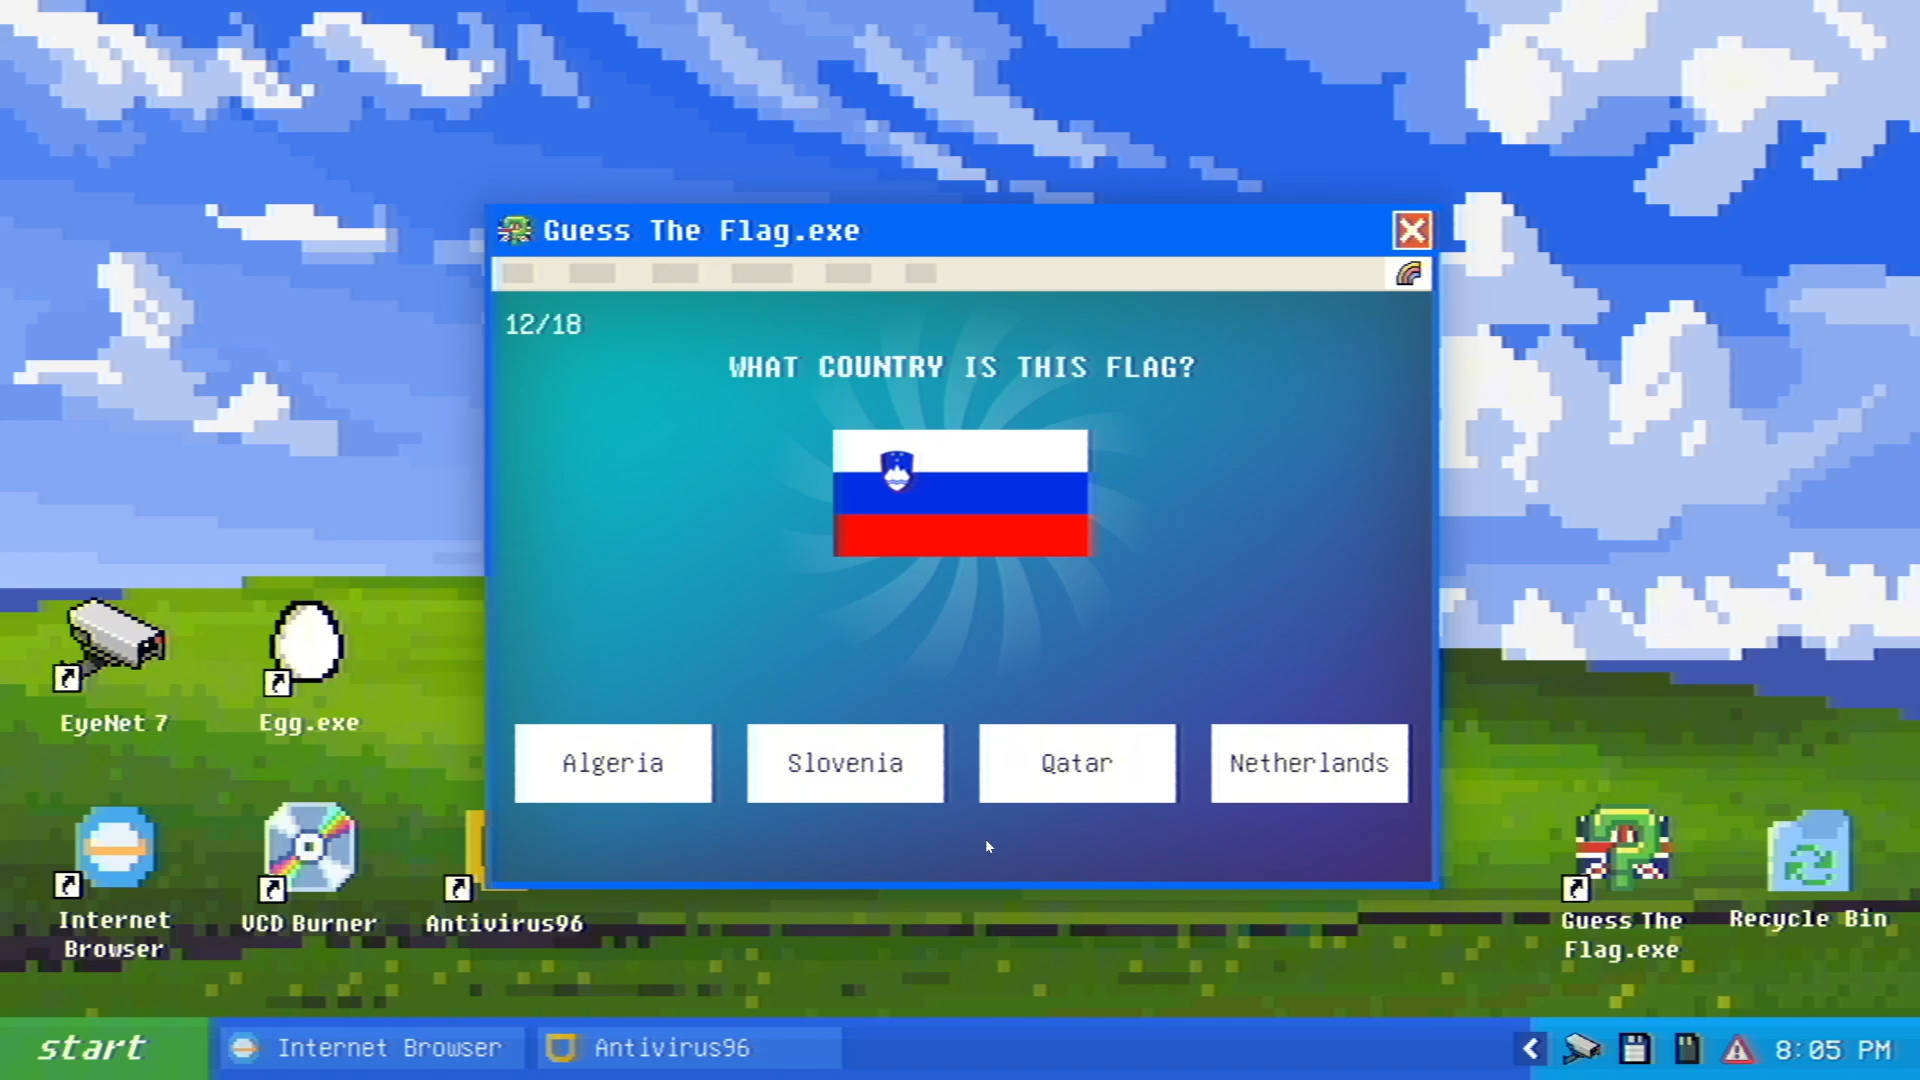 Guess The Flag.exe
12/18
WHAT COUNTRY IS THIS FLAG?
Algeria
Slovenia
Qatar
Netherlands
EyeNet 7
Egg.exe
Internet
Browser
VCD Burner
Antivirus96
Guess The
Flag.exe
Recycle Bin
start
Internet Browser
Antivirus96
8:05 PM